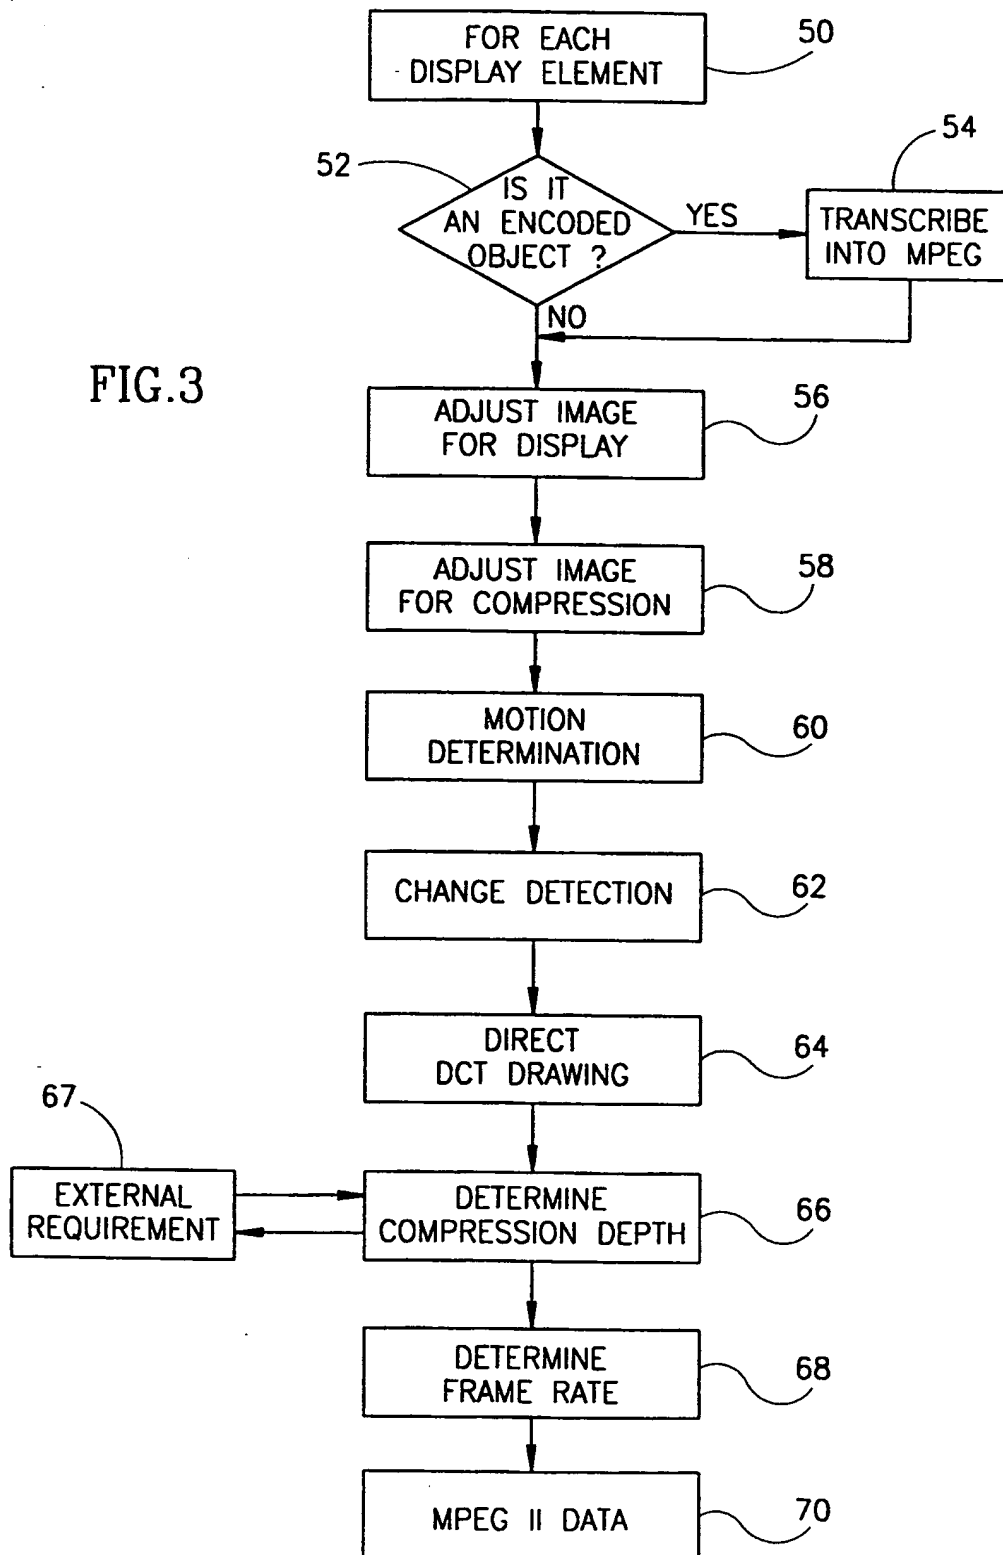 FOR EACH
DISPLAY ELEMENT
50
52
IS IT
AN ENCODED
OBJECT ?
YES
54
TRANSCRIBE
INTO MPEG
NO
FIG.3
ADJUST IMAGE
FOR DISPLAY
56
ADJUST IMAGE
FOR COMPRESSION
58
MOTION
DETERMINATION
60
CHANGE DETECTION
62
DIRECT
DCT DRAWING
64
67
EXTERNAL
REQUIREMENT
DETERMINE
COMPRESSION DEPTH
66
DETERMINE
FRAME RATE
68
MPEG II DATA
70